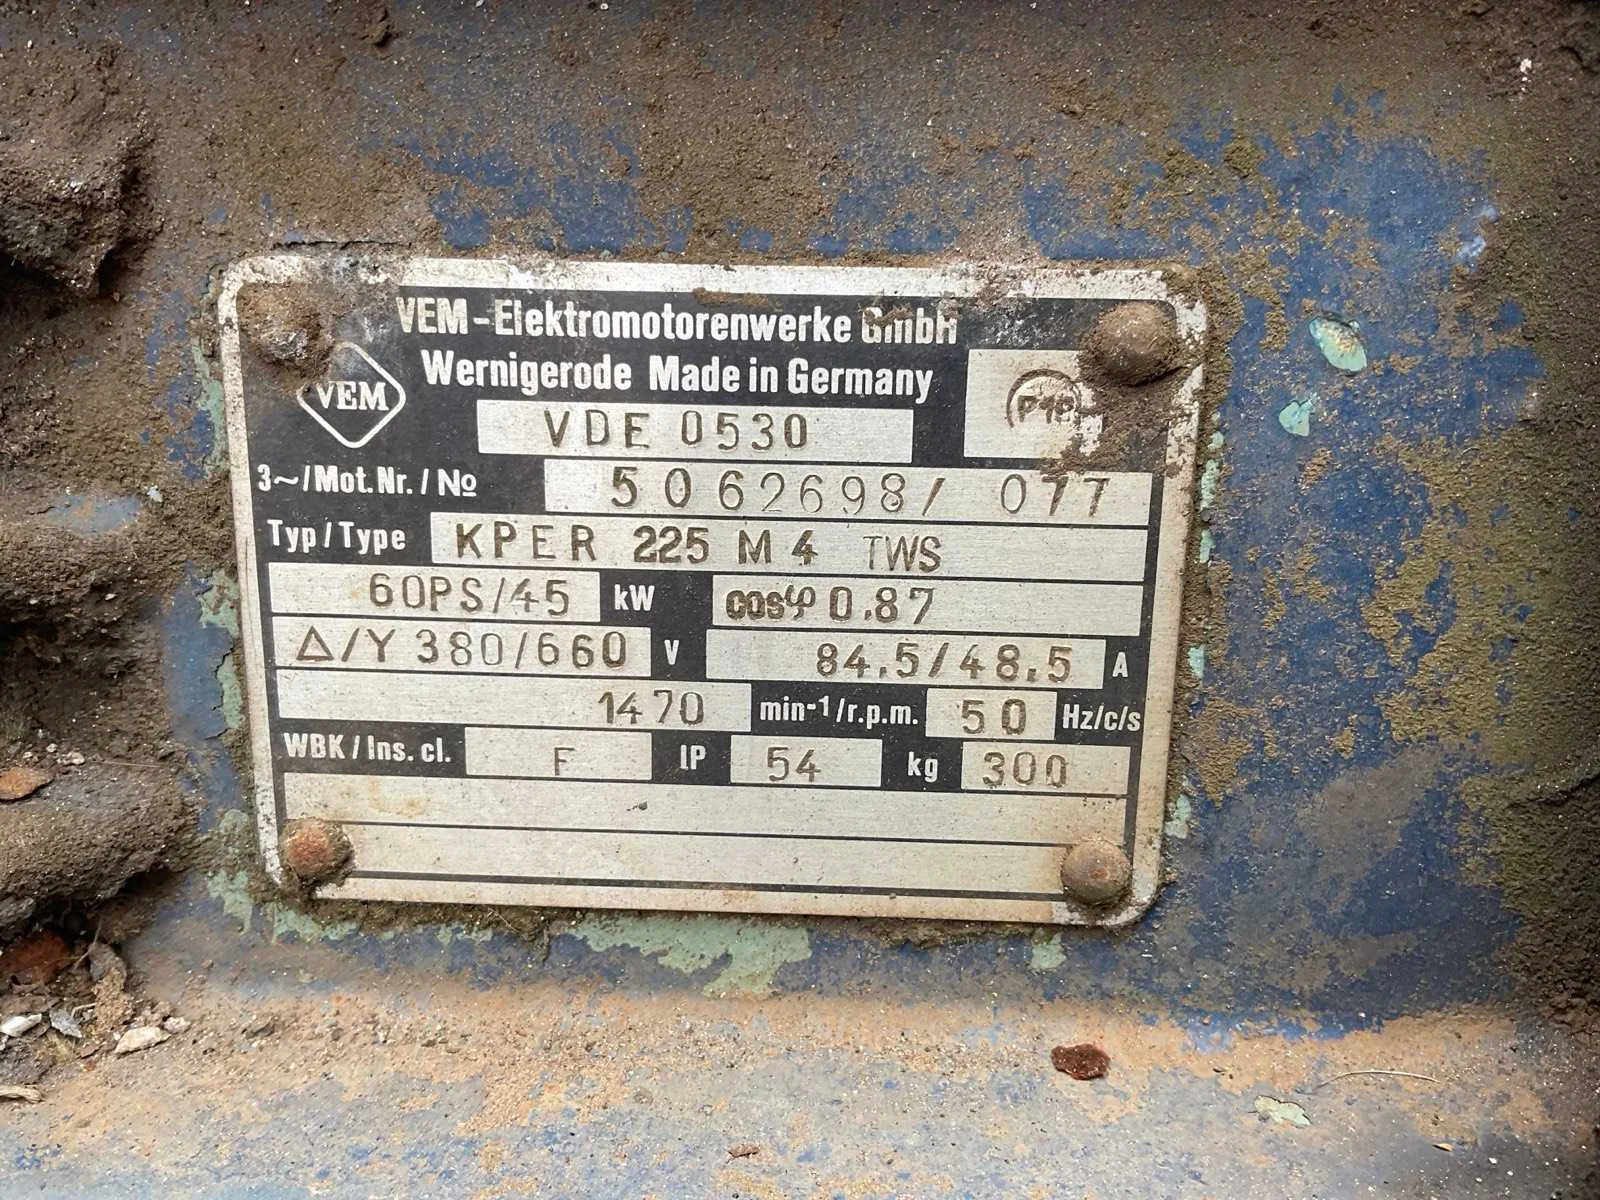 VEM-Elektromotorenwerke GmbH
Wernigerode Made in Germany
VEM
VDE 0530
3~/Mot.Nr./№ 5062698/ 077
Typ/Type KPER 225 M 4 TWS
60PS/45 kW cosφ 0.87
Δ/Y 380/660 V 84.5/48.5 A
1470 min-1/r.p.m. 50 Hz/c/s
WBK/Ins. cl. F IP 54 kg 300